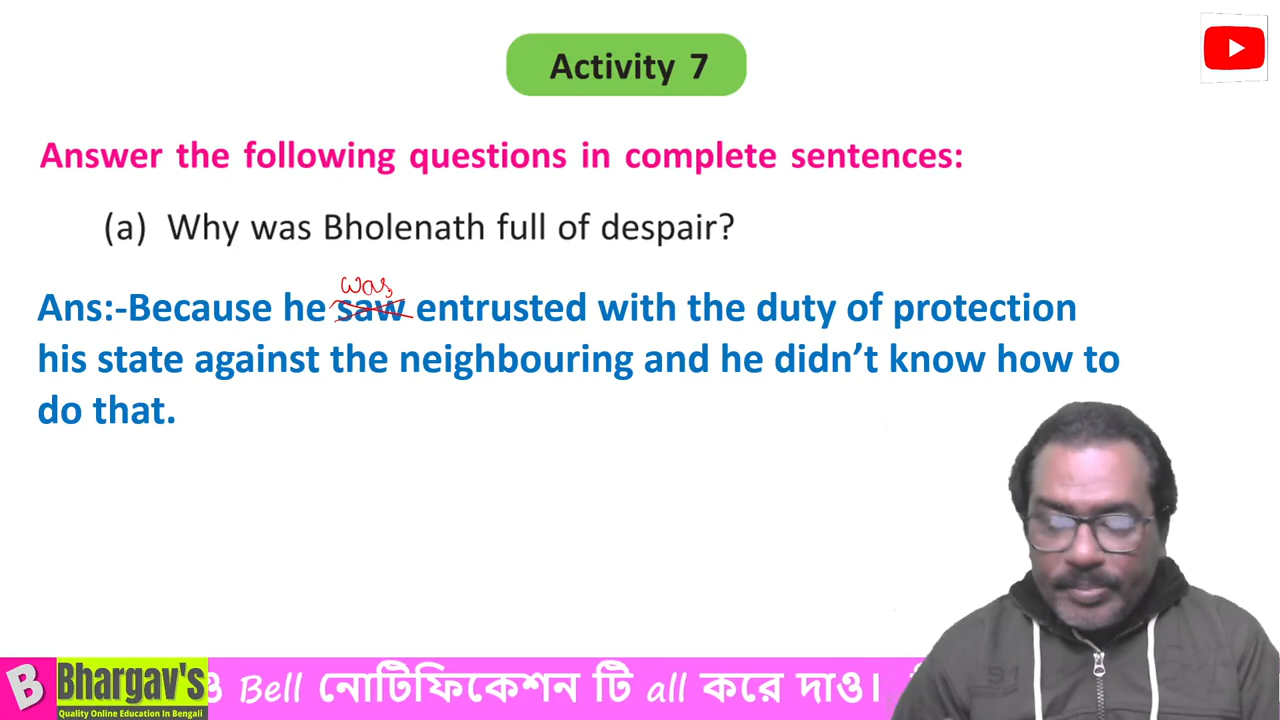 Activity 7
Answer the following questions in complete sentences:
(a) Why was Bholenath full of despair?
was
Ans:-Because he saw entrusted with the duty of protection
his state against the neighbouring and he didn't know how to
do that.
91
B Bhargav's ও Bell নোটিফিকেশন টি all করে দাও।
Quality Online Education in Bengali